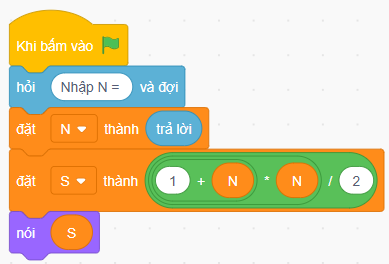 Khi bấm vào
hỏi Nhập N = và đợi
đặt N thành trả lời
đặt S thành 1 + N * N / 2
nói S